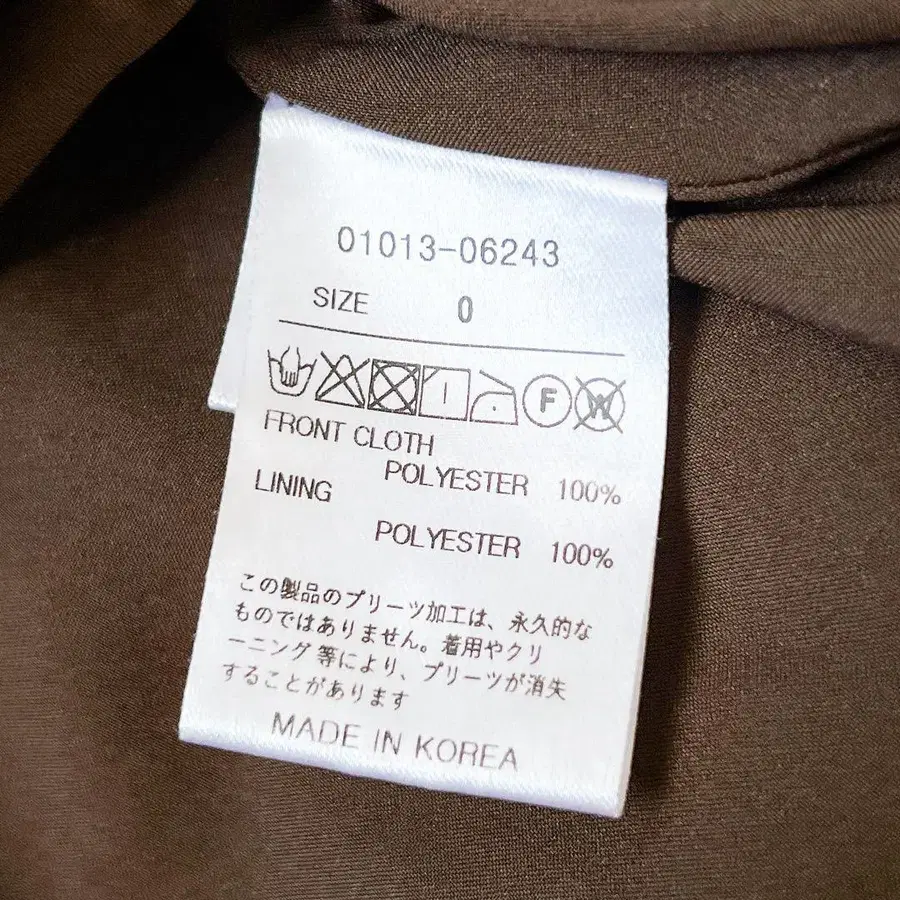 01013-06243
SIZE 0
F W
FRONT CLOTH
POLYESTER 100%
LINING
POLYESTER 100%
この製品のプリーツ加工は、永久的な
ものではありません。着用やクリ
ーニング等により、プリーツが消失
することがあります
MADE IN KOREA